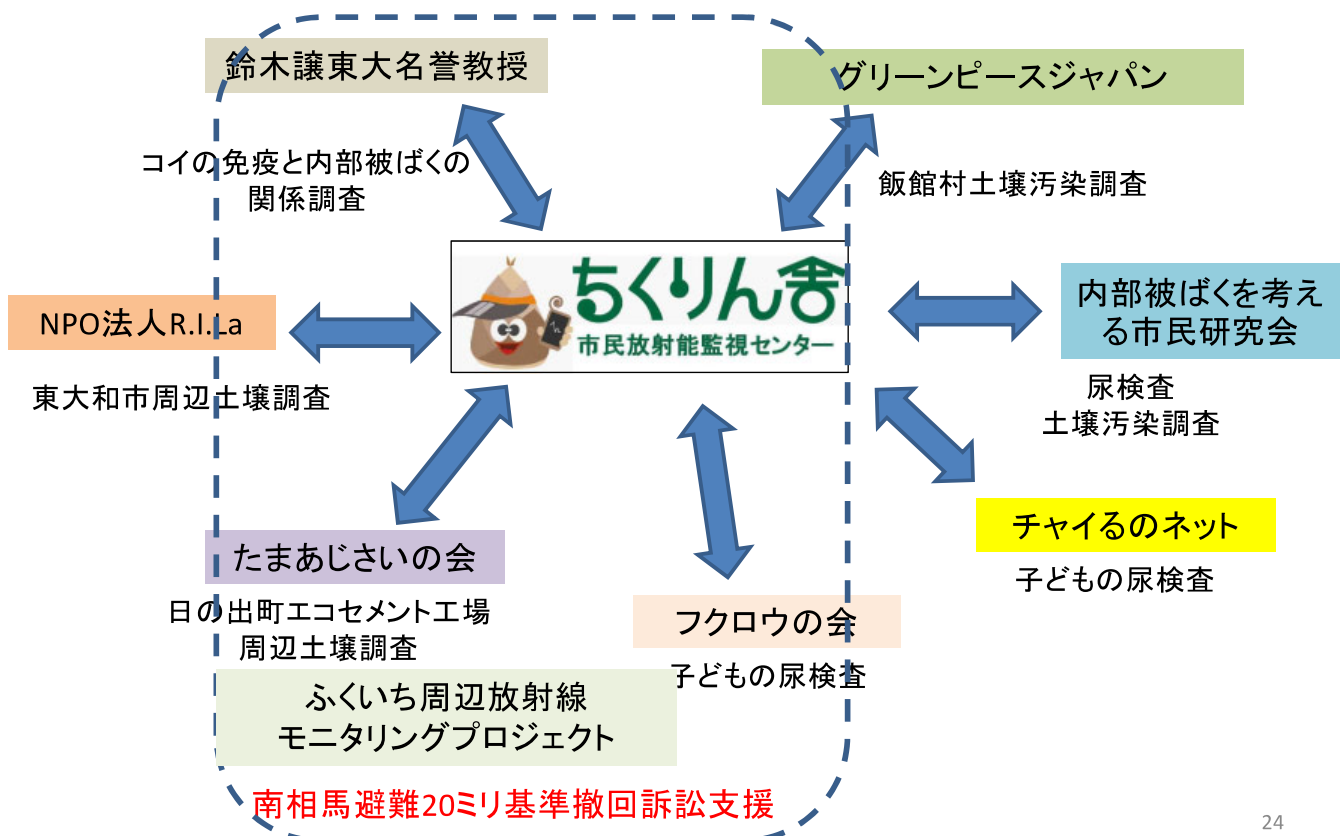 鈴木譲東大名誉教授
グリーンピースジャパン
コイの免疫と内部被ばくの
関係調査
飯館村土壌汚染調査
ちくりん舎
市民放射能監視センター
NPO法人R.I.La
東大和市周辺土壌調査
内部被ばくを考え
る市民研究会
尿検査
土壌汚染調査
チャイるのネット
子どもの尿検査
たまあじさいの会
日の出町エコセメント工場
周辺土壌調査
フクロウの会
子どもの尿検査
ふくいち周辺放射線
モニタリングプロジェクト
南相馬避難20ミリ基準撤回訴訟支援
24